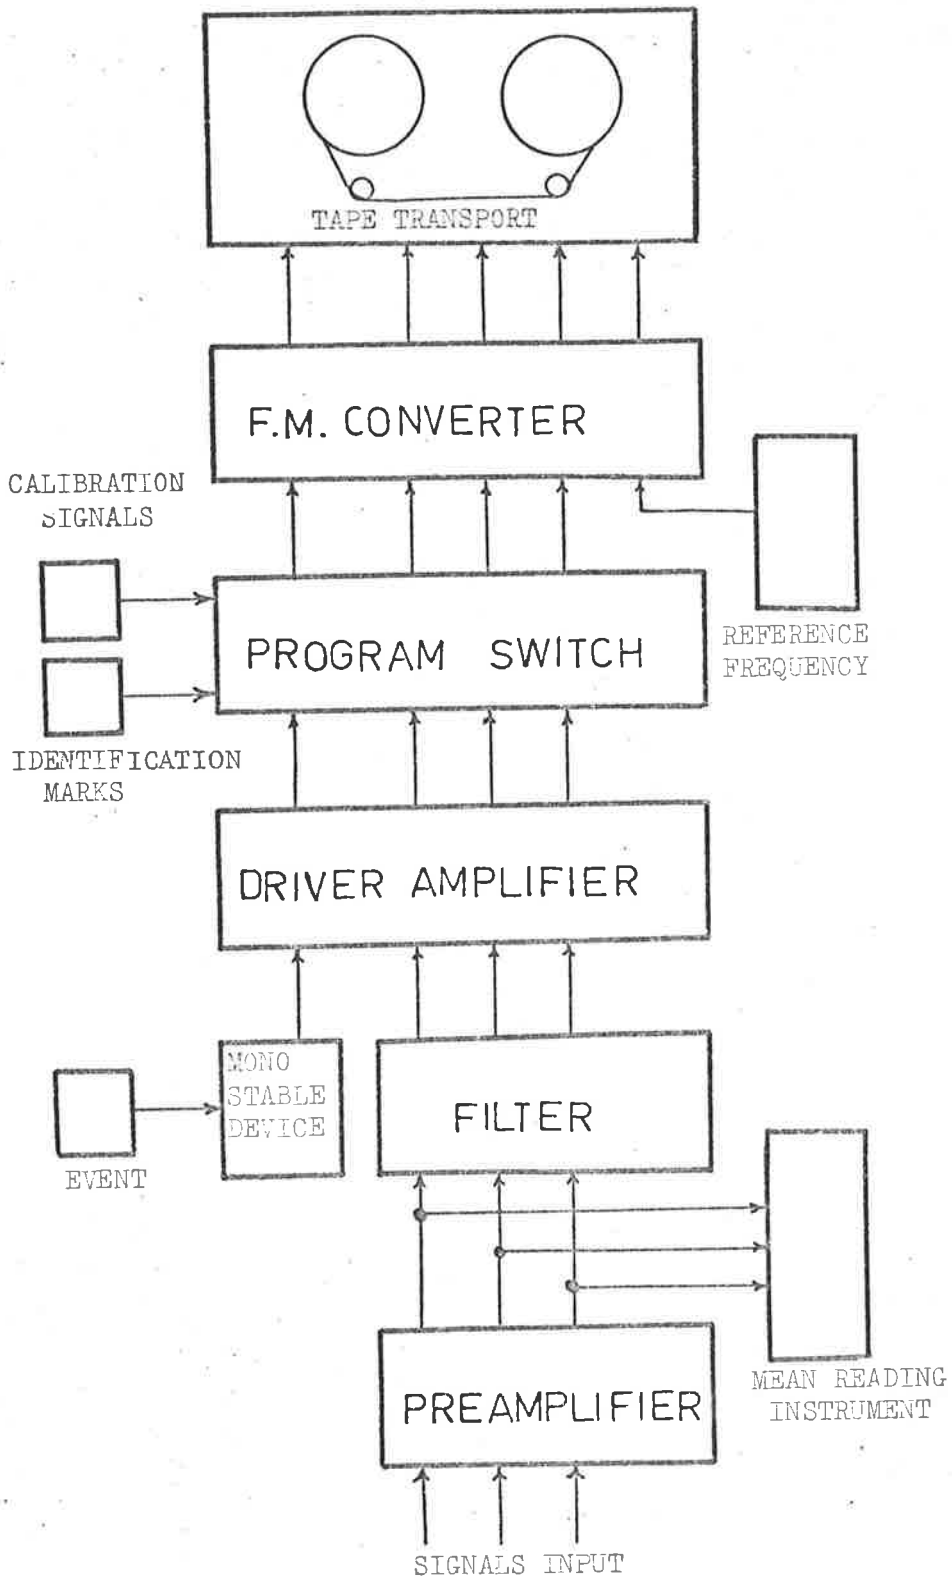 TAPE TRANSPORT
F.M. CONVERTER
CALIBRATION
SIGNALS
PROGRAM SWITCH
REFERENCE
FREQUENCY
IDENTIFICATION
MARKS
DRIVER AMPLIFIER
MONO
STABLE
DEVICE
FILTER
EVENT
MEAN READING
INSTRUMENT
PREAMPLIFIER
SIGNALS INPUT